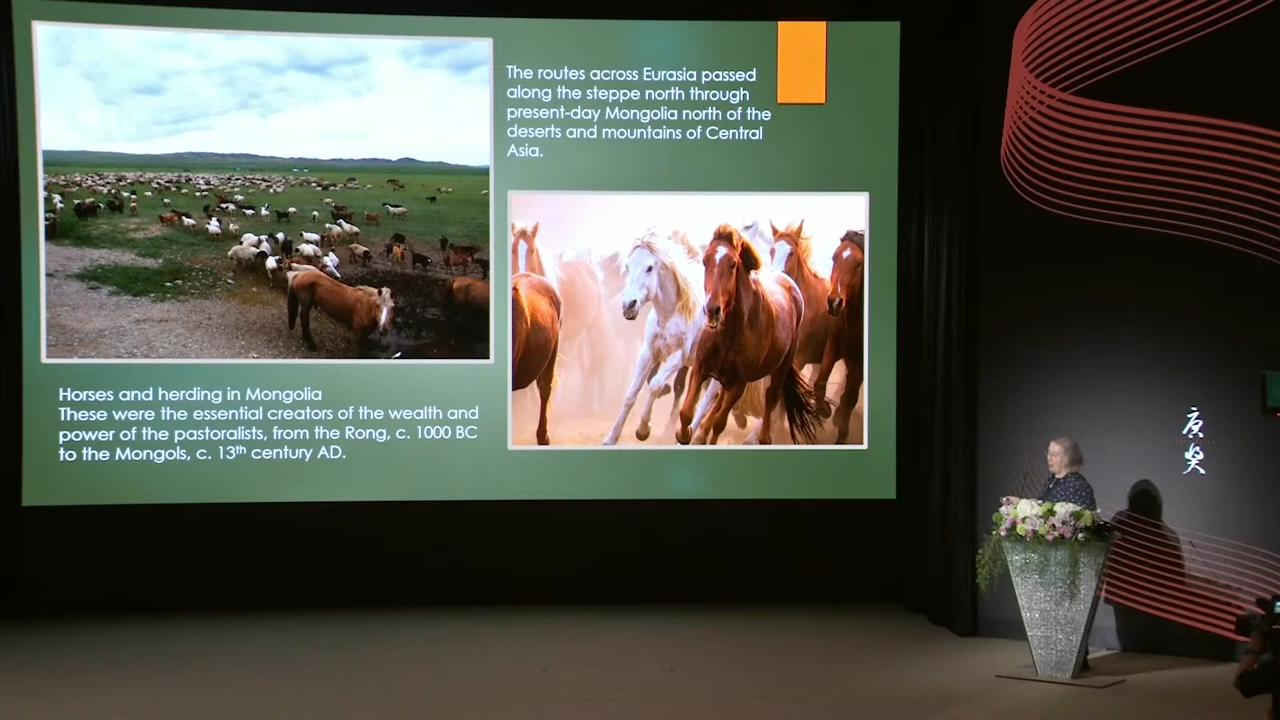 The routes across Eurasia passed
along the steppe north through
present-day Mongolia north of the
deserts and mountains of Central
Asia.
Horses and herding in Mongolia
These were the essential creators of the wealth and
power of the pastoralists, from the Rong, c. 1000 BC
to the Mongols, c. 13th century AD.